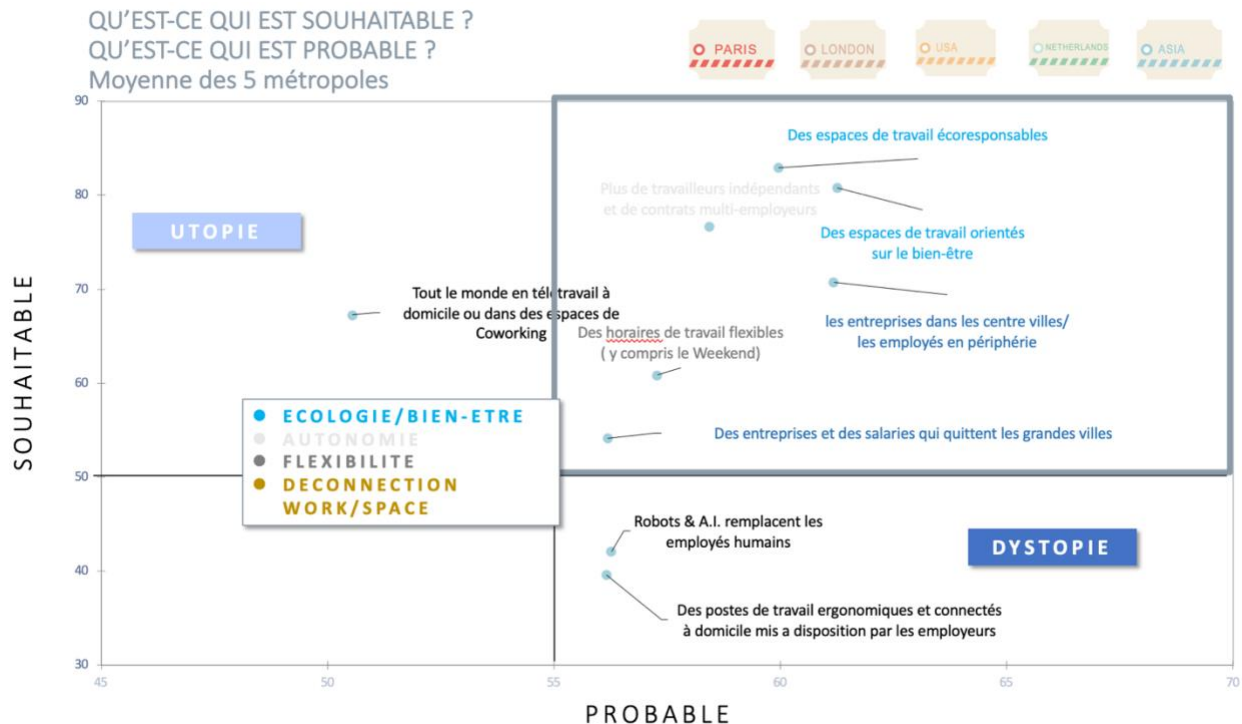 QU'EST-CE QUI EST SOUHAITABLE ?
QU'EST-CE QUI EST PROBABLE ?
Moyenne des 5 métropoles
PARIS
LONDON
USA
NETHERLANDS
ASIA
90
80
70
60
50
40
30
SOUHAITABLE
UTOPIE
Des espaces de travail écoresponsables
Plus de travailleurs indépendants
et de contrats multi-employeurs
Des espaces de travail orientés
sur le bien-être
Tout le monde en télétravail à
domicile ou dans des espaces de
Coworking
les entreprises dans les centre villes/
les employés en périphérie
Des horaires de travail flexibles
( y compris le Weekend)
Des entreprises et des salaries qui quittent les grandes villes
ECOLOGIE/BIEN-ETRE
AUTONOMIE
FLEXIBILITE
DECONNECTION
WORK/SPACE
Robots & A.I. remplacent les
employés humains
DYSTOPIE
Des postes de travail ergonomiques et connectés
à domicile mis a disposition par les employeurs
45
50
55
60
65
70
PROBABLE